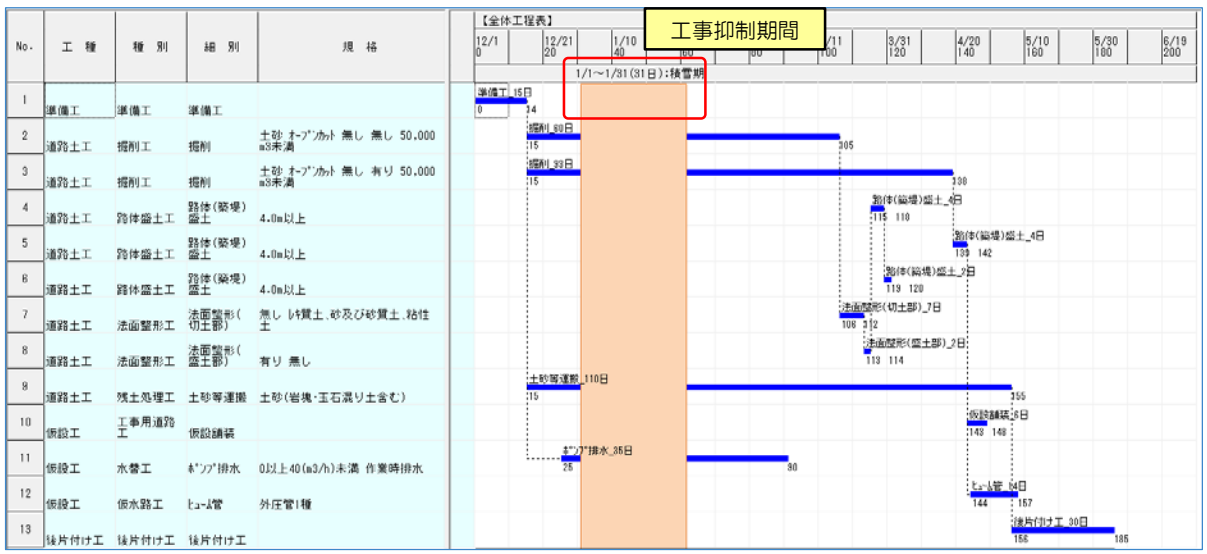 【全体工程表】
工事抑制期間
No. 工 種 種 別 細 別 規 格
12/1 12/21 1/10 /11 3/31 4/20 5/10 5/30 6/19
0 20 40 60 80 100 120 140 160 180 200
1/1～1/31(31日):積雪期
1 準備工 準備工 準備工
準備工_15日
0 14
2 道路土工 掘削工 掘削 土砂 ｵｰﾌﾟﾝｶｯﾄ 無し 無し 50,000
m3未満
掘削_60日
15 105
3 道路土工 掘削工 掘削 土砂 ｵｰﾌﾟﾝｶｯﾄ 無し 有り 50,000
m3未満
掘削_93日
15 138
4 道路土工 路体盛土工 路体(築堤)
盛土 4.0m以上
路体(築堤)盛土_4日
115 118
5 道路土工 路体盛土工 路体(築堤)
盛土 4.0m以上
路体(築堤)盛土_4日
139 142
6 道路土工 路体盛土工 路体(築堤)
盛土 4.0m以上
路体(築堤)盛土_2日
119 120
7 道路土工 法面整形工 法面整形(
切土部) 無し ﾚｷ質土、砂及び砂質土、粘性
土
法面整形(切土部)_7日
106 112
8 道路土工 法面整形工 法面整形(
盛土部) 有り 無し
法面整形(盛土部)_2日
113 114
9 道路土工 残土処理工 土砂等運搬 土砂(岩塊･玉石混り土含む)
土砂等運搬_110日
15 155
10 仮設工 工事用道路
工 仮設舗装
仮設舗装_6日
143 148
11 仮設工 水替工 ﾎﾟﾝﾌﾟ排水 0以上40(m3/h)未満 作業時排水
ﾎﾟﾝﾌﾟ排水_35日
25 90
12 仮設工 仮水路工 ﾋｭｰﾑ管 外圧管1種
ﾋｭｰﾑ管_14日
144 157
13 後片付け工 後片付け工 後片付け工
後片付け工_30日
156 185